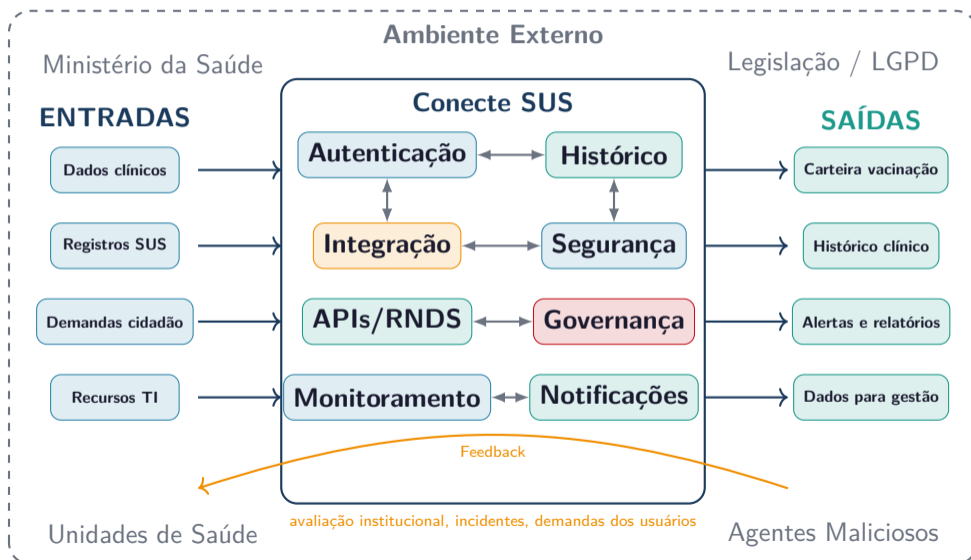 Ambiente Externo
Ministério da Saúde
Legislação / LGPD
ENTRADAS
Conecte SUS
SAÍDAS
Dados clínicos
Autenticação
Histórico
Carteira vacinação
Registros SUS
Integração
Segurança
Histórico clínico
Demandas cidadão
APIs/RNDS
Governança
Alertas e relatórios
Recursos TI
Monitoramento
Notificações
Dados para gestão
Feedback
avaliação institucional, incidentes, demandas dos usuários
Unidades de Saúde
Agentes Maliciosos